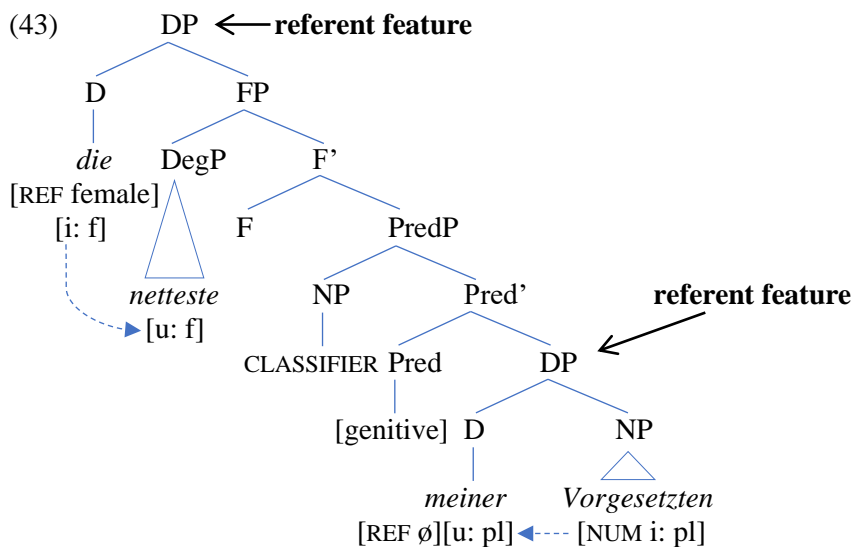 (43) DP referent feature
D FP
die DegP F’
[REF female]
[i: f] F PredP
netteste NP Pred’ referent feature
[u: f]
CLASSIFIER Pred DP
[genitive] D NP
meiner Vorgesetzten
[REF ø][u: pl] [NUM i: pl]